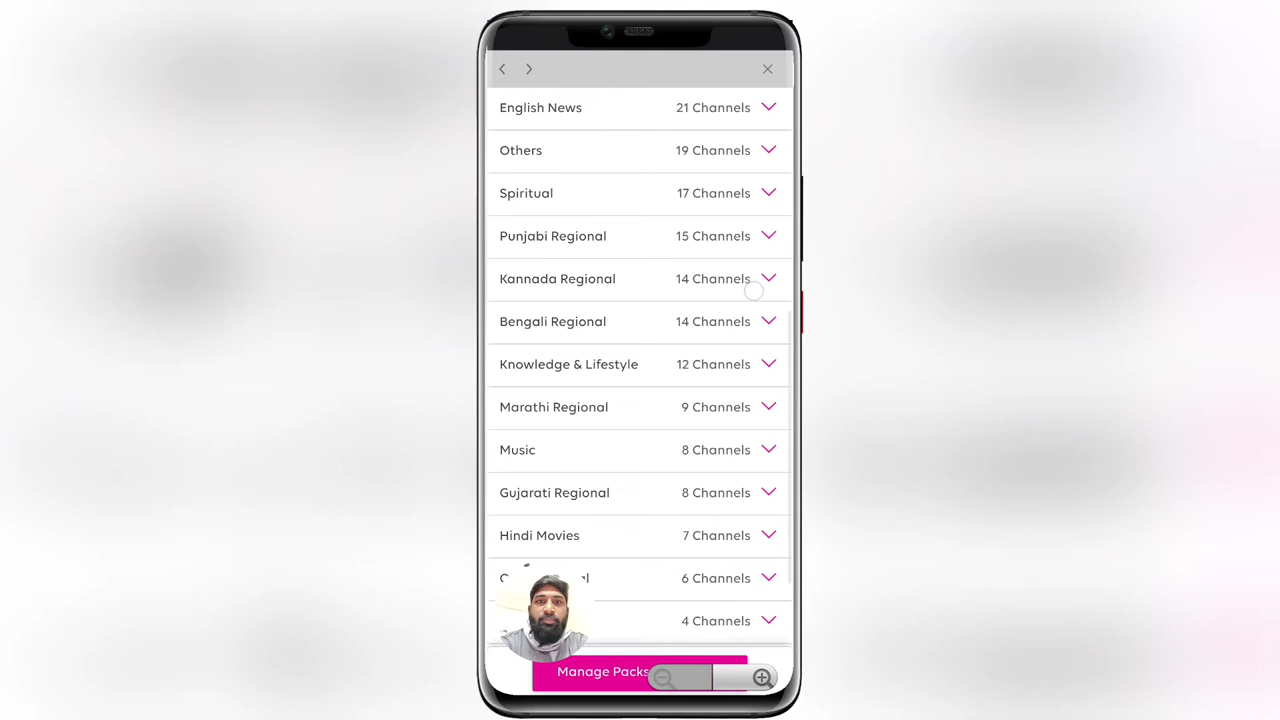 English News 21 Channels
Others 19 Channels
Spiritual 17 Channels
Punjabi Regional 15 Channels
Kannada Regional 14 Channels
Bengali Regional 14 Channels
Knowledge & Lifestyle 12 Channels
Marathi Regional 9 Channels
Music 8 Channels
Gujarati Regional 8 Channels
Hindi Movies 7 Channels
6 Channels
4 Channels
Manage Packs